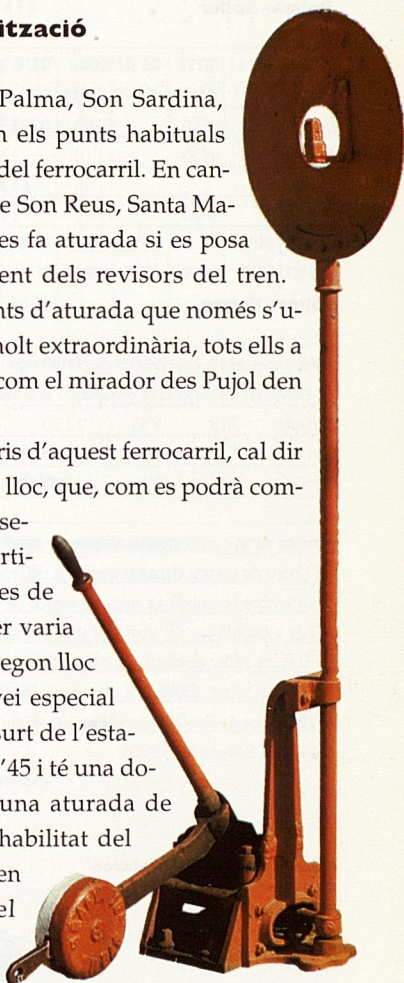 ització
Palma, Son Sardina,
n els punts habituals
del ferrocarril. En can-
e Son Reus, Santa Ma-
es fa aturada si es posa
ent dels revisors del tren.
nts d'aturada que només s'u-
nolt extraordinària, tots ells a
com el mirador des Pujol den
ris d'aquest ferrocarril, cal dir
lloc, que, com es podrà com-
se-
rti-
es de
er varia
egon lloc
vei especial
surt de l'esta-
'45 i té una do-
una aturada de
habilitat del
en
el